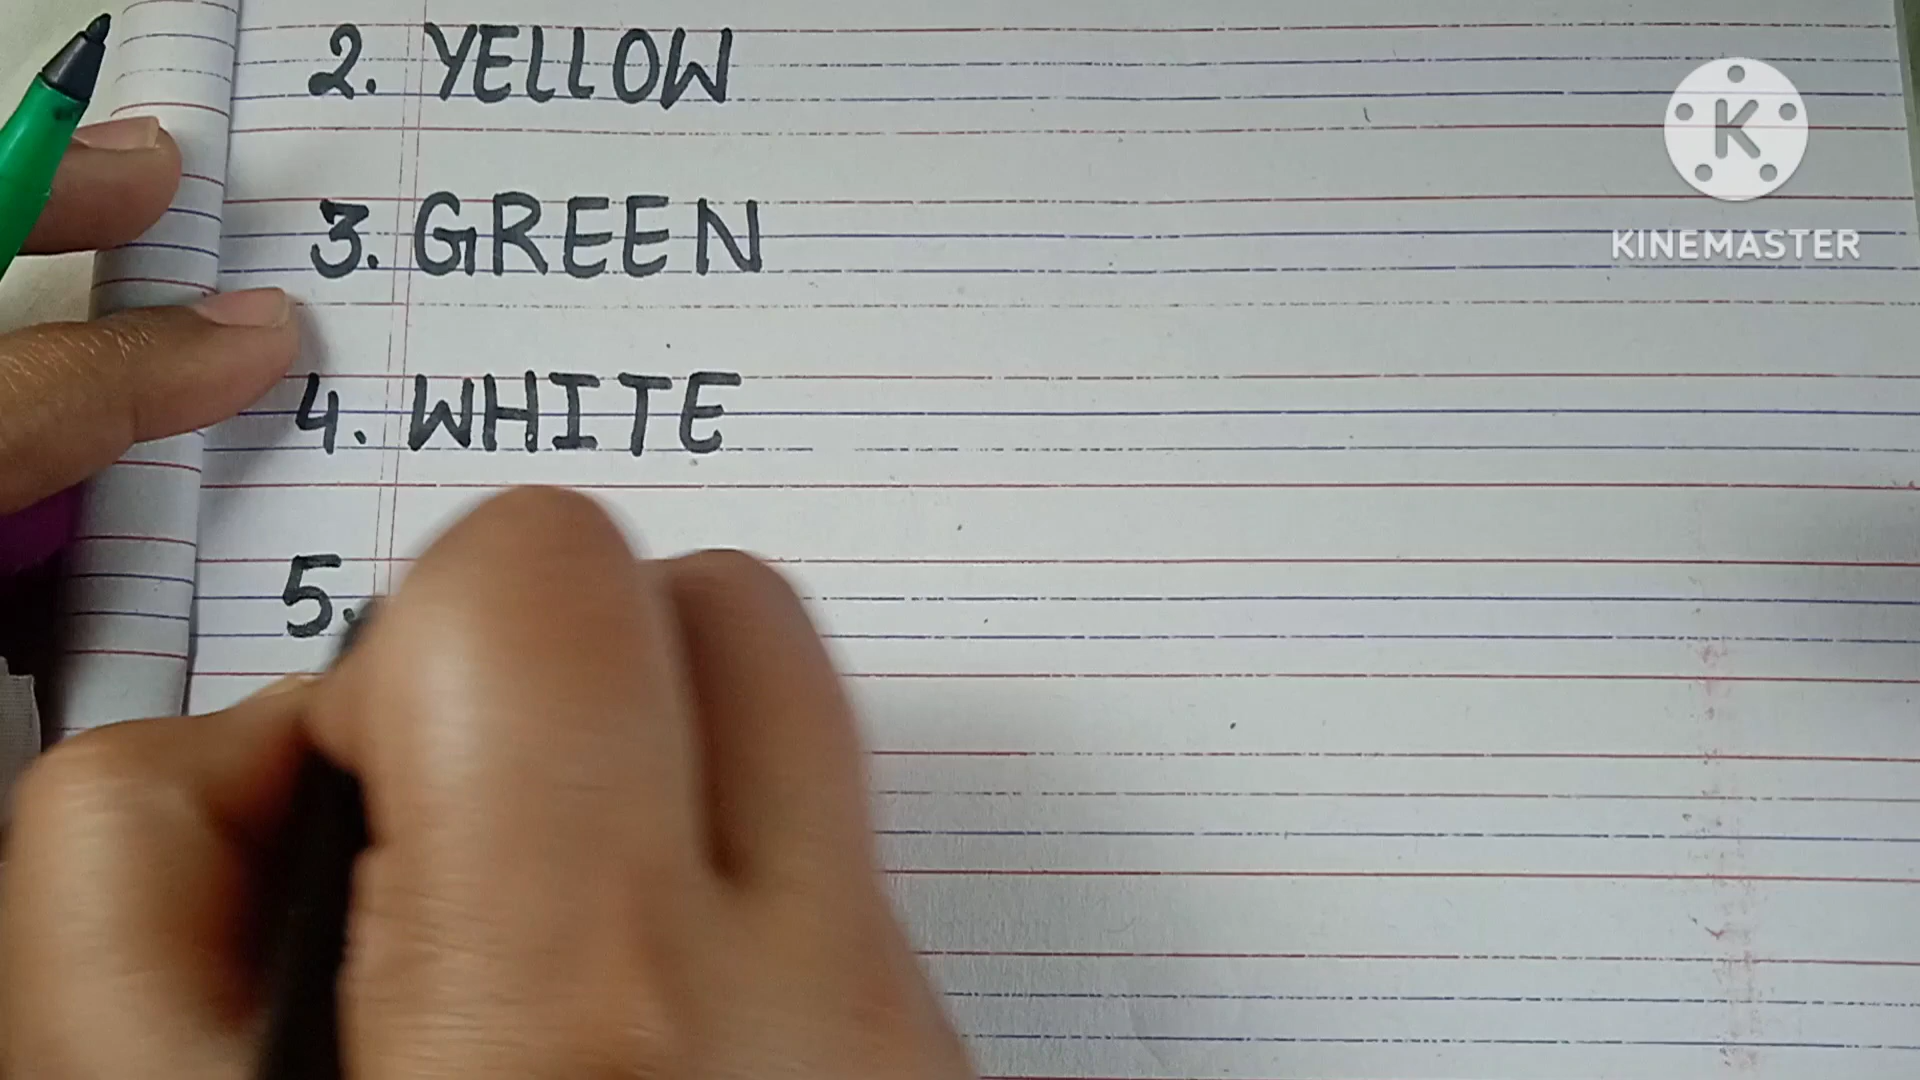 2. YELLOW
3. GREEN
4. WHITE
5.
K
KINEMASTER